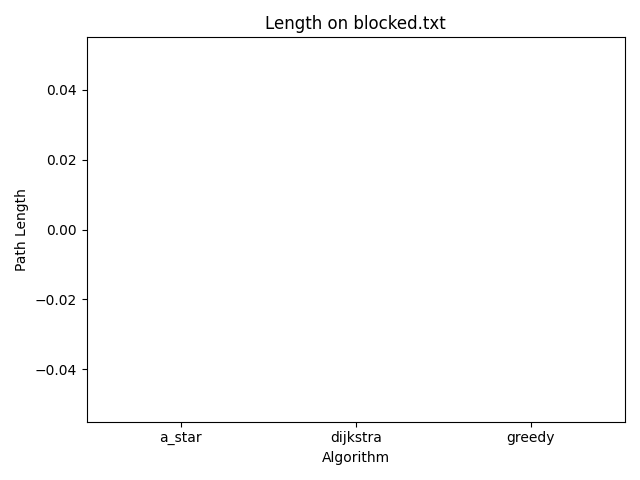 Length on blocked.txt
Path Length
0.04
0.02
0.00
−0.02
−0.04
a_star dijkstra greedy
Algorithm